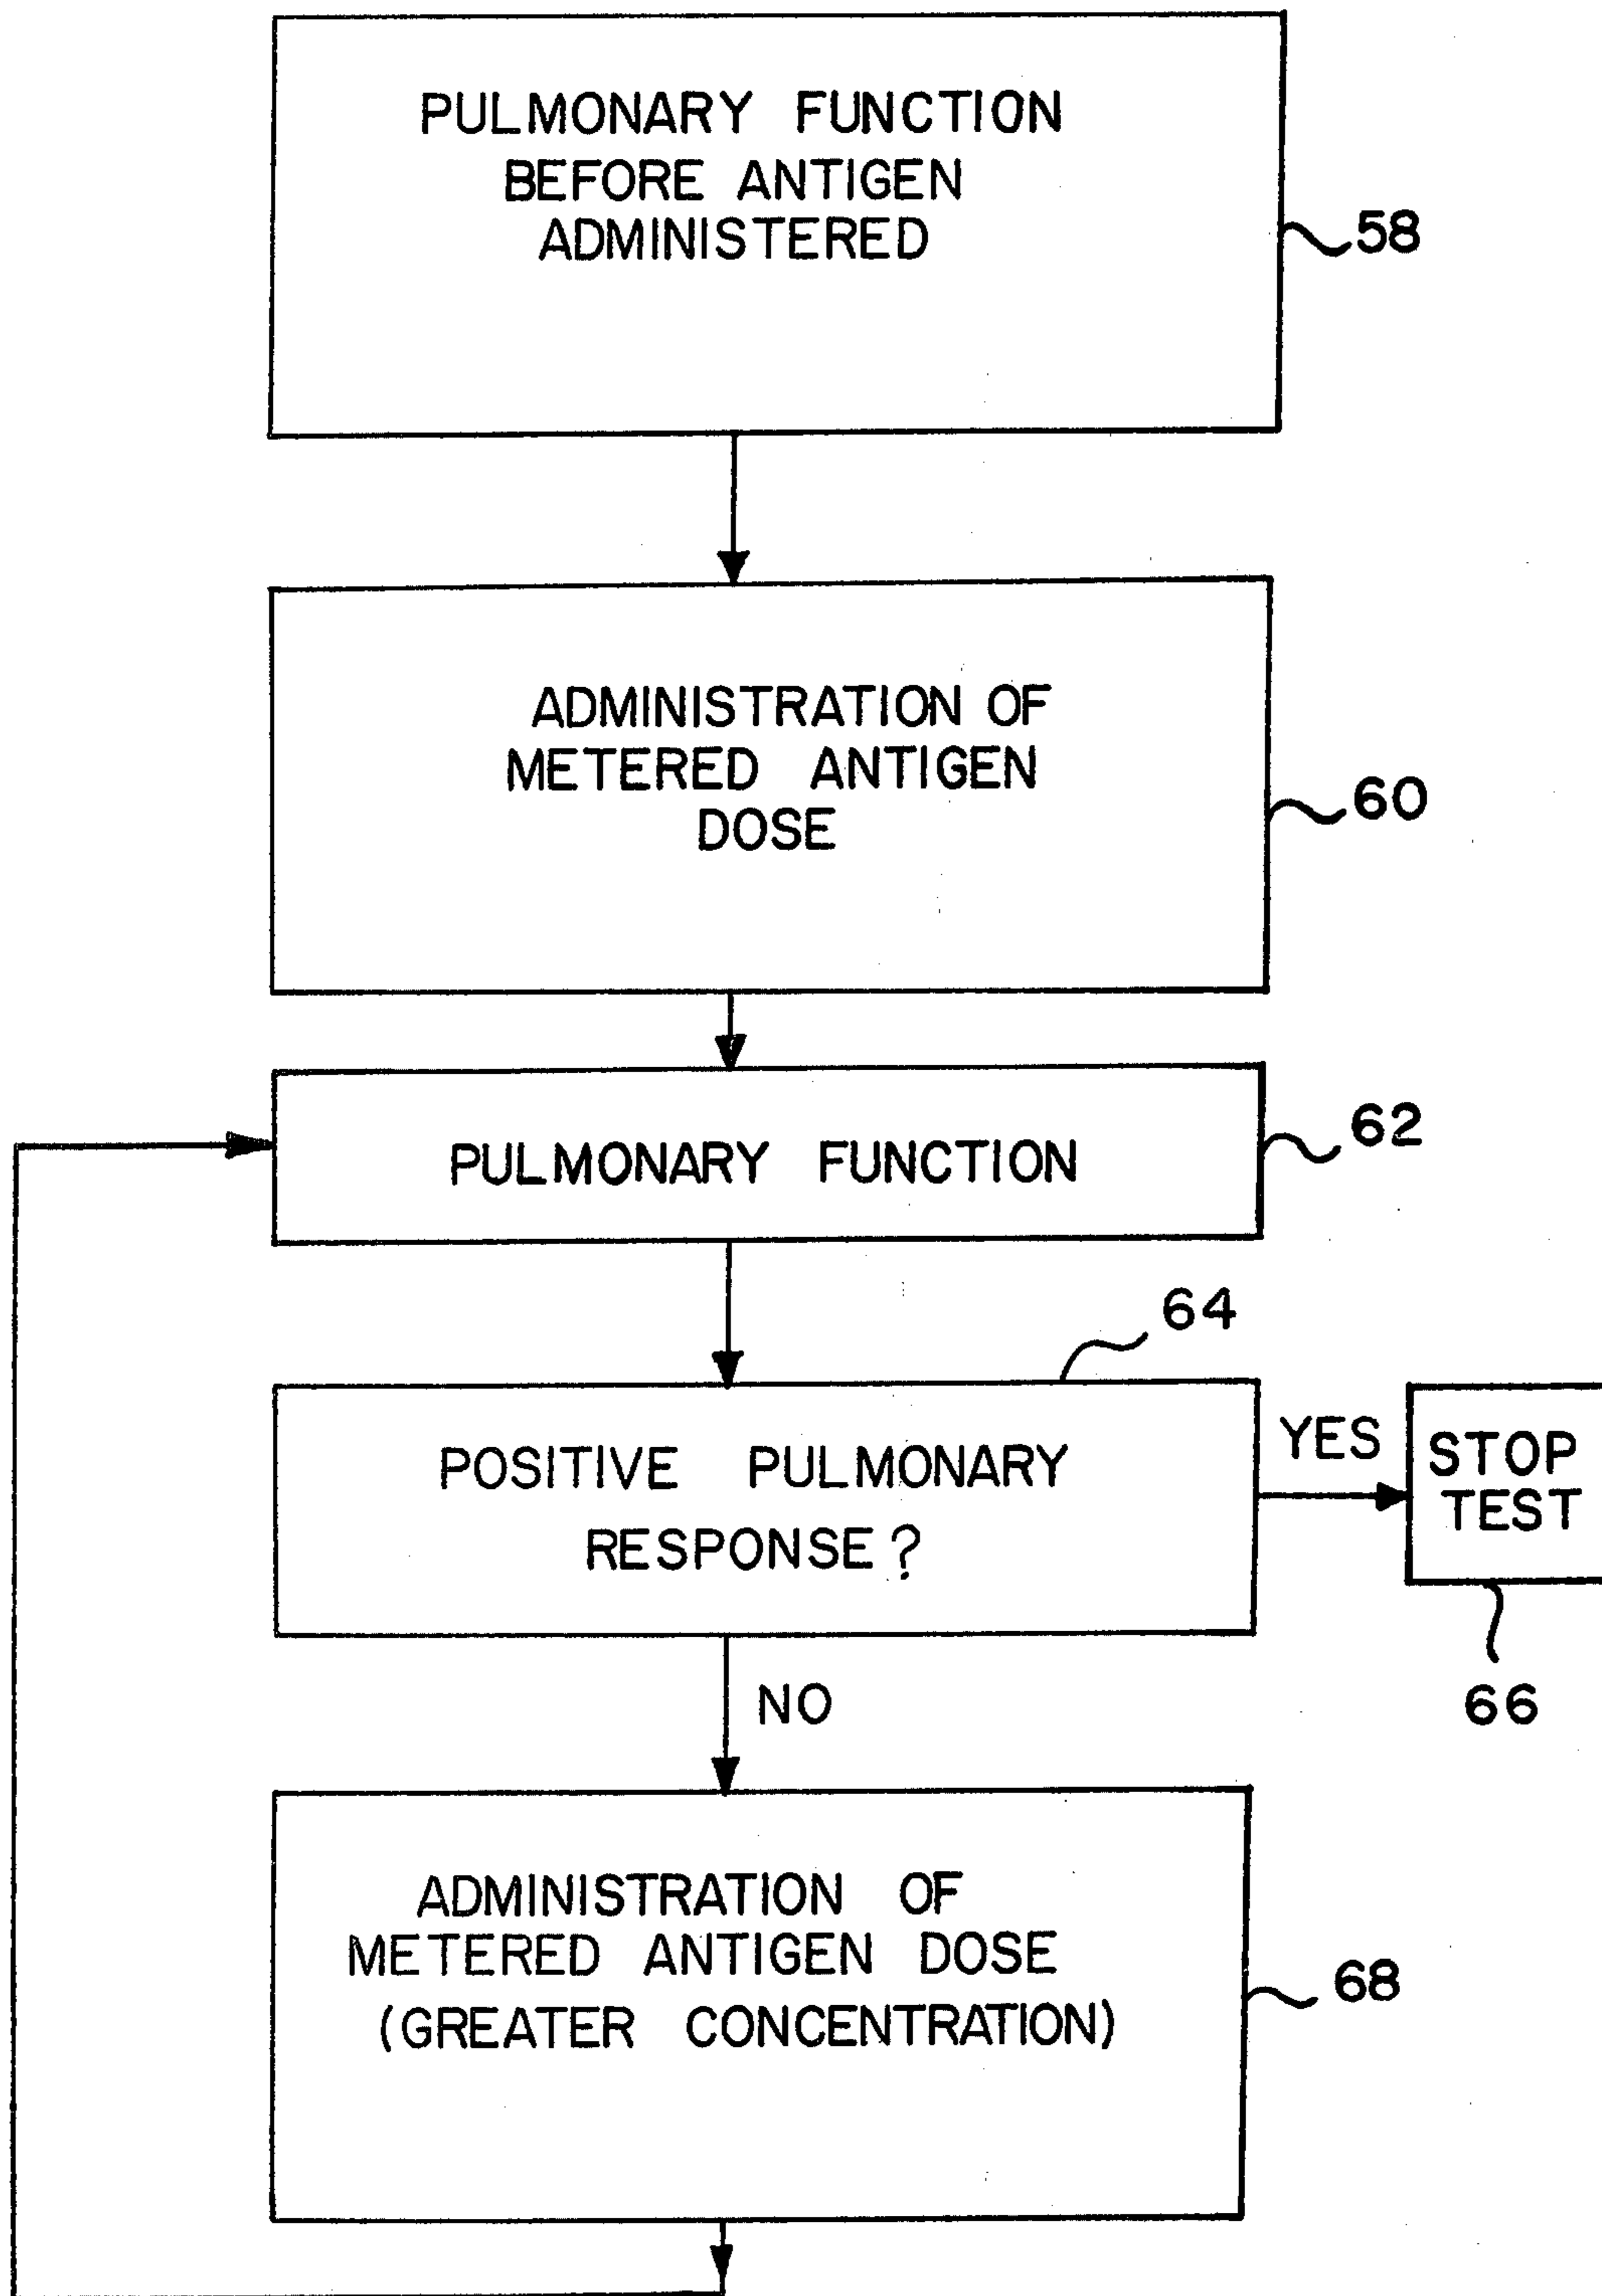 PULMONARY FUNCTION
BEFORE ANTIGEN
ADMINISTERED
58
ADMINISTRATION OF
METERED ANTIGEN
DOSE
60
PULMONARY FUNCTION
62
64
POSITIVE PULMONARY
RESPONSE?
YES
STOP
TEST
66
NO
ADMINISTRATION OF
METERED ANTIGEN DOSE
(GREATER CONCENTRATION)
68